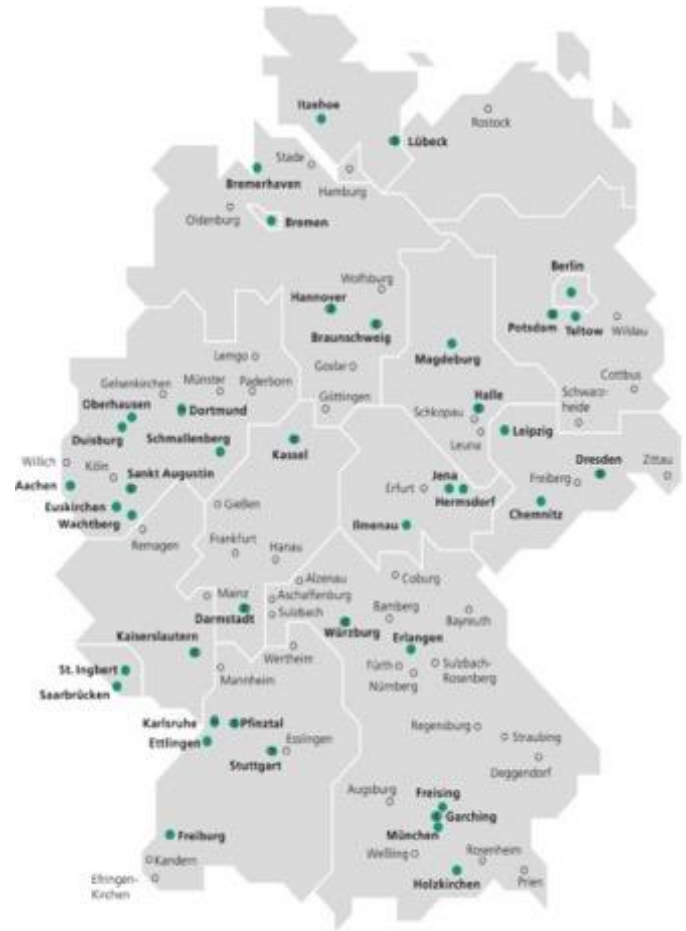 Itzehoe
Rostock
Lübeck
Stade
Bremerhaven
Hamburg
Oldenburg
Bremen
Berlin
Wolfsburg
Hannover
Potsdam
Teltow
Wildau
Braunschweig
Magdeburg
Lemgo
Goslar
Cottbus
Gelsenkirchen
Münster
Paderborn
Göttingen
Halle
Schwarz-
heide
Oberhausen
Dortmund
Schkopau
Leipzig
Duisburg
Schmallenberg
Kassel
Leuna
Willich
Köln
Sankt Augustin
Dresden
Zittau
Aachen
Erfurt
Jena
Hermsdorf
Freiberg
Euskirchen
Gießen
Chemnitz
Wachtberg
Ilmenau
Remagen
Frankfurt
Hanau
Alzenau
Coburg
Mainz
Aschaffenburg
Darmstadt
Sulzbach
Bamberg
Bayreuth
Würzburg
Kaiserslautern
Erlangen
Wertheim
St. Ingbert
Mannheim
Fürth
Sulzbach-
Rosenberg
Nürnberg
Saarbrücken
Karlsruhe
Pfinztal
Regensburg
Straubing
Ettlingen
Esslingen
Stuttgart
Deggendorf
Augsburg
Freising
Garching
Freiburg
München
Kandern
Weßling
Rosenheim
Efringen-
Kirchen
Holzkirchen
Prien